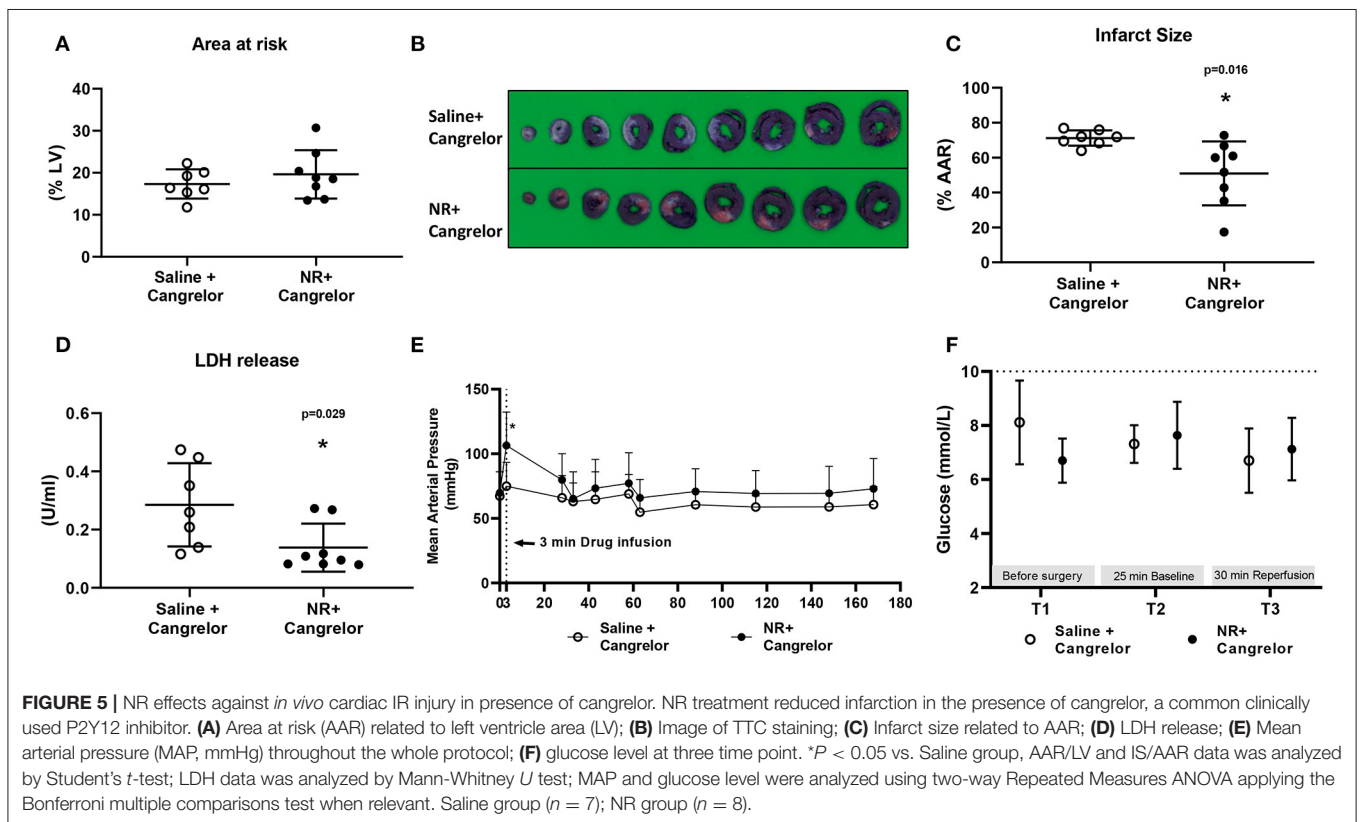 A
Area at risk
40
30
20
10
0
(% LV)
Saline +
Cangrelor
NR+
Cangrelor
B
Saline+
Cangrelor
NR+
Cangrelor
C
Infarct Size
p=0.016
*
100
80
60
40
20
0
(% AAR)
Saline +
Cangrelor
NR+
Cangrelor
D
LDH release
p=0.029
*
0.6
0.4
0.2
0.0
(U/ml)
Saline +
Cangrelor
NR+
Cangrelor
E
150
100
50
0
Mean Arterial Pressure
(mmHg)
*
3 min Drug infusion
0 3 20 40 60 80 100 120 140 160 180
Saline +
Cangrelor
NR+
Cangrelor
F
10
8
6
4
2
Glucose (mmol/L)
Before surgery 25 min Baseline 30 min Reperfusion
T1 T2 T3
Saline +
Cangrelor
NR+
Cangrelor
FIGURE 5 | NR effects against in vivo cardiac IR injury in presence of cangrelor. NR treatment reduced infarction in the presence of cangrelor, a common clinically
used P2Y12 inhibitor. (A) Area at risk (AAR) related to left ventricle area (LV); (B) Image of TTC staining; (C) Infarct size related to AAR; (D) LDH release; (E) Mean
arterial pressure (MAP, mmHg) throughout the whole protocol; (F) glucose level at three time point. *P < 0.05 vs. Saline group, AAR/LV and IS/AAR data was analyzed
by Student's t-test; LDH data was analyzed by Mann-Whitney U test; MAP and glucose level were analyzed using two-way Repeated Measures ANOVA applying the
Bonferroni multiple comparisons test when relevant. Saline group (n = 7); NR group (n = 8).